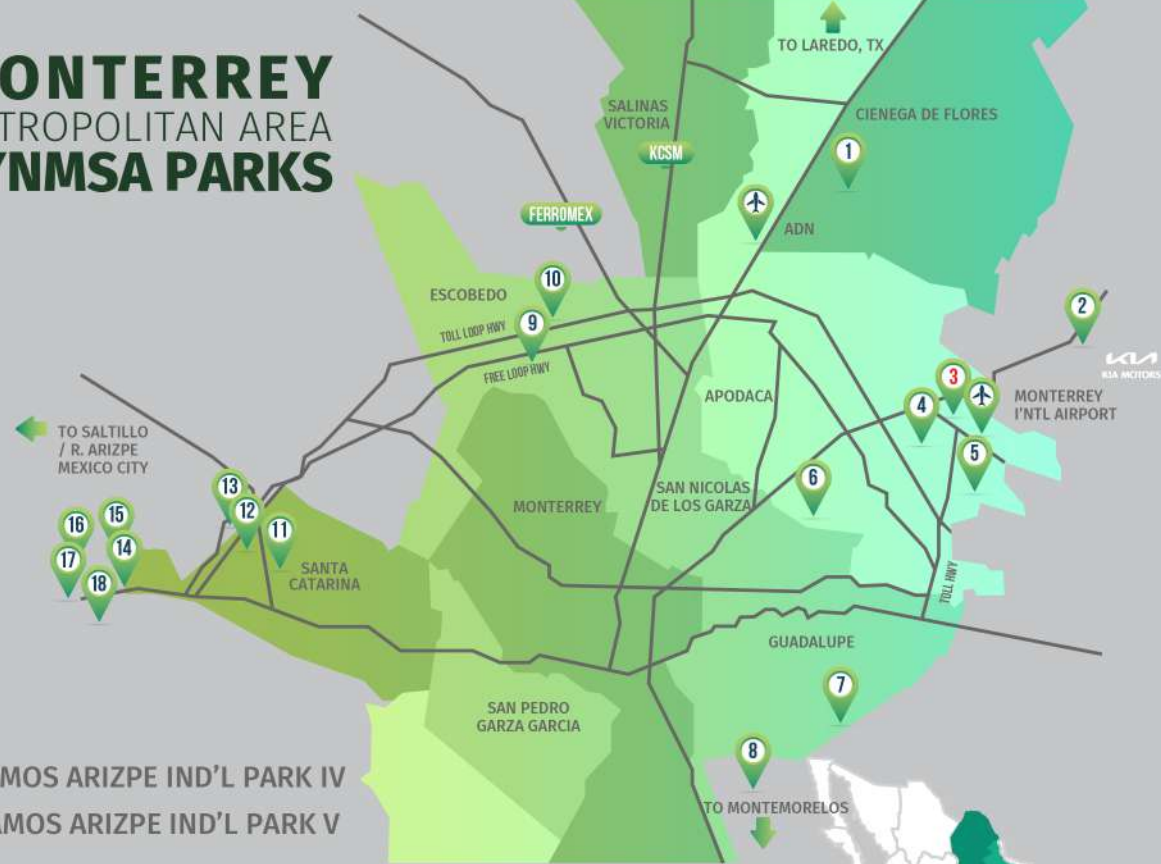 ONTERREY
TROPOLITAN AREA
YNMSA PARKS
TO LAREDO, TX
SALINAS
VICTORIA
CIENEGA DE FLORES
KCSM
1
FERROMEX
ADN
10
ESCOBEDO
2
9
TOLL LOOP HWY
FREE LOOP HWY
KIA
KIA MOTORS
3
4
APODACA
MONTERREY
I'NTL AIRPORT
TO SALTILLO
/ R. ARIZPE
MEXICO CITY
5
6
13
12
11
SAN NICOLAS
DE LOS GARZA
MONTERREY
16
15
14
17
18
SANTA
CATARINA
TOLL HWY
GUADALUPE
7
SAN PEDRO
GARZA GARCIA
8
MOS ARIZPE IND'L PARK IV
AMOS ARIZPE IND'L PARK V
TO MONTEMORELOS